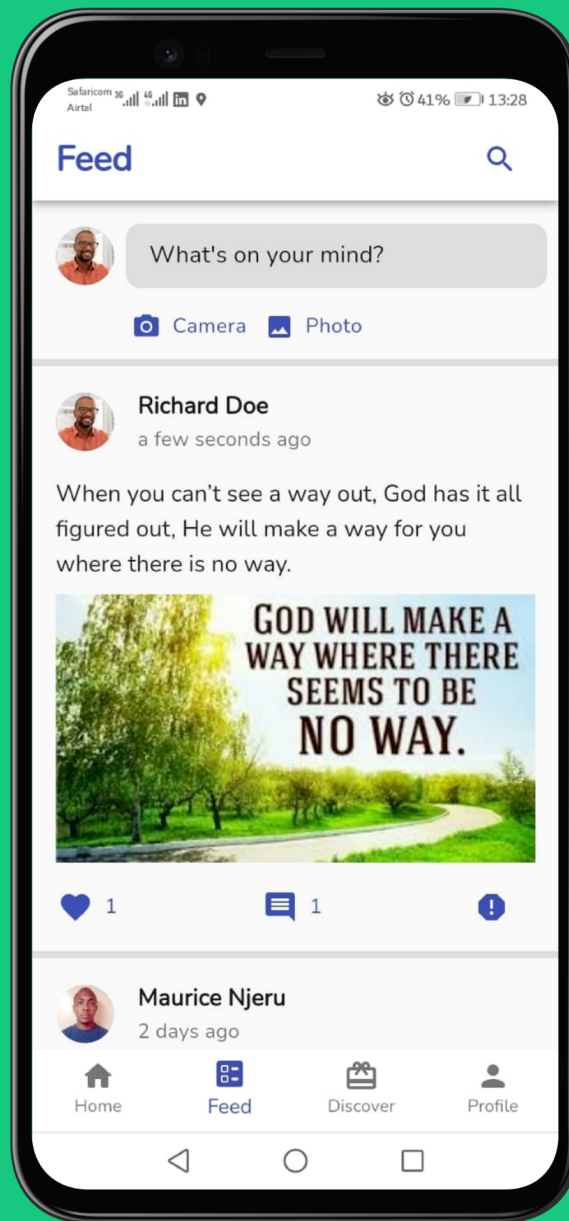 Safaricom 3G 4G
Airtel
41% 13:28
Feed
What's on your mind?
Camera Photo
Richard Doe
a few seconds ago
When you can’t see a way out, God has it all
figured out, He will make a way for you
where there is no way.
GOD WILL MAKE A
WAY WHERE THERE
SEEMS TO BE
NO WAY.
1 1
Maurice Njeru
2 days ago
Home Feed Discover Profile